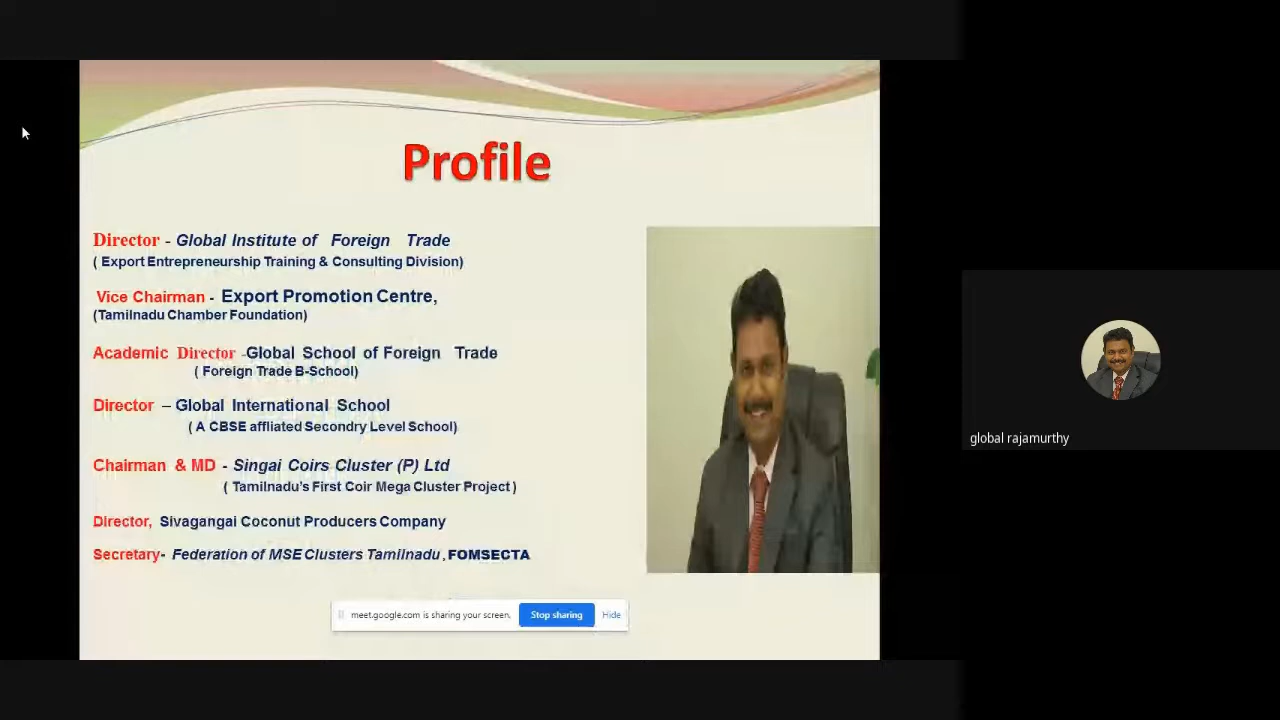 Profile
Director - Global Institute of Foreign Trade
( Export Entrepreneurship Training & Consulting Division)
Vice Chairman - Export Promotion Centre,
(Tamilnadu Chamber Foundation)
Academic Director -Global School of Foreign Trade
( Foreign Trade B-School)
Director – Global International School
( A CBSE affliated Secondry Level School)
Chairman & MD - Singai Coirs Cluster (P) Ltd
( Tamilnadu's First Coir Mega Cluster Project )
Director, Sivagangai Coconut Producers Company
Secretary- Federation of MSE Clusters Tamilnadu , FOMSECTA
meet.google.com is sharing your screen. Stop sharing Hide
global rajamurthy